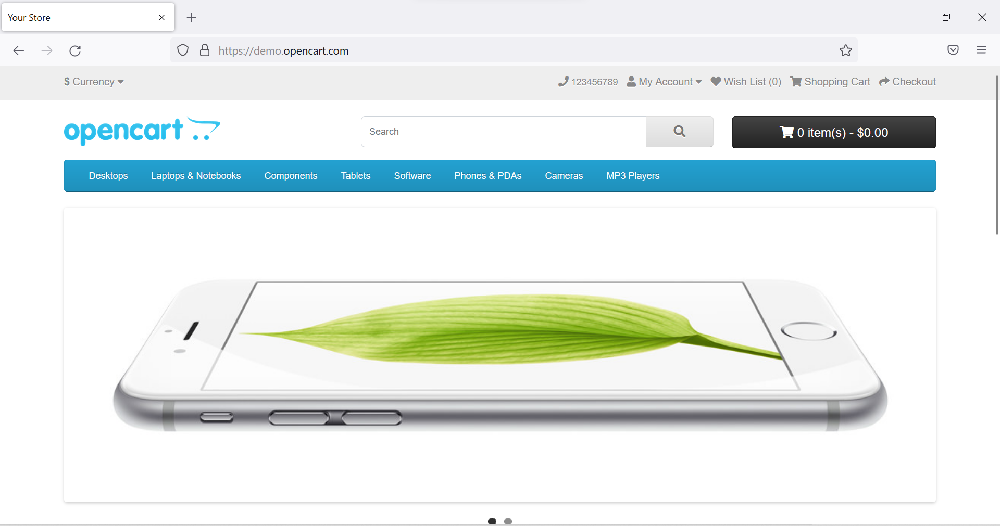 Your Store
https://demo.opencart.com
$ Currency
123456789 My Account Wish List (0) Shopping Cart Checkout
opencart
Search
0 item(s) - $0.00
Desktops Laptops & Notebooks Components Tablets Software Phones & PDAs Cameras MP3 Players